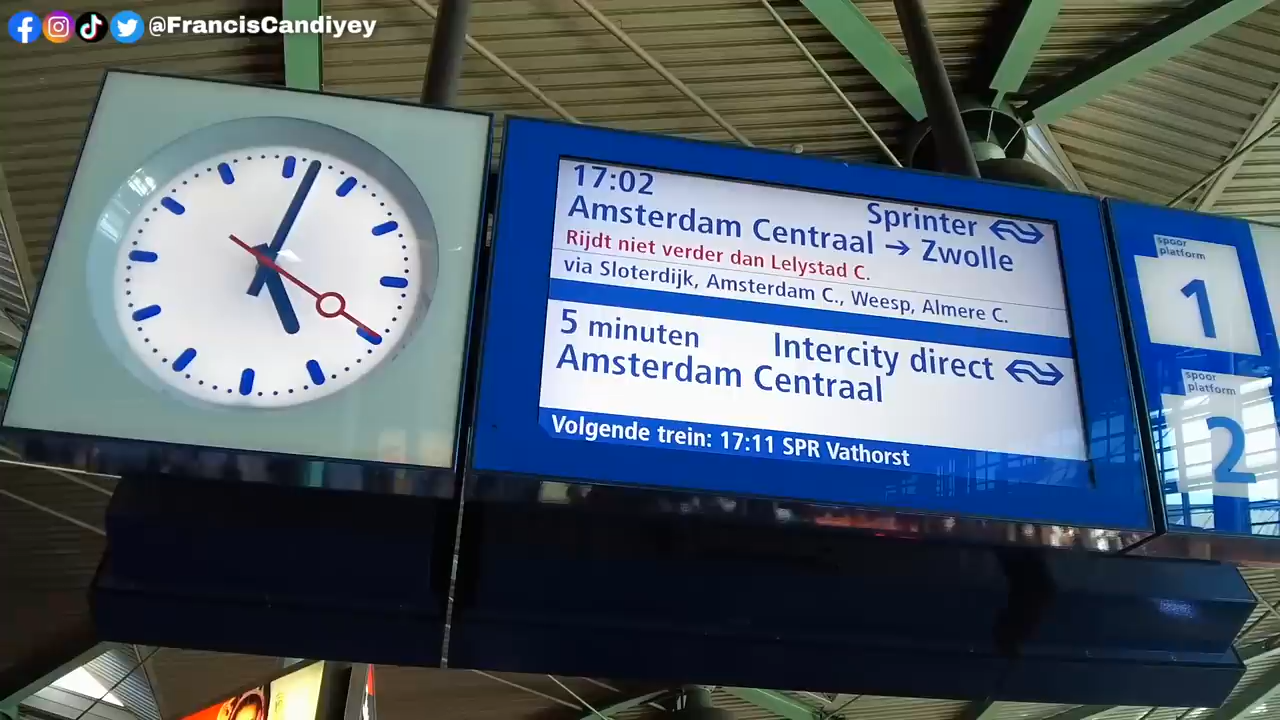 @FrancisCandiyey
17:02
Sprinter
Amsterdam Centraal → Zwolle
Rijdt niet verder dan Lelystad C.
via Sloterdijk, Amsterdam C., Weesp, Almere C.
5 minuten
Intercity direct
Amsterdam Centraal
Volgende trein: 17:11 SPR Vathorst
spoor
platform
1
spoor
platform
2